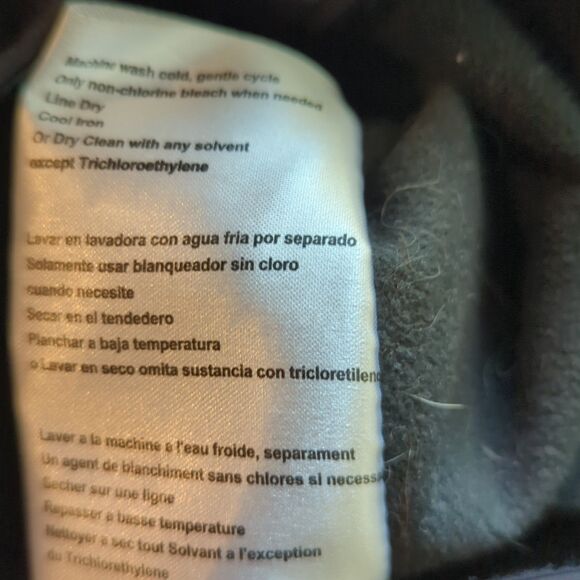 Machine wash cold, gentle cycle
Only non-chlorine bleach when needed
Line Dry
Cool Iron
Or Dry Clean with any solvent
except Trichloroethylene
Lavar en lavadora con agua fria por separado
Solamente usar blanqueador sin cloro
cuando necesite
Secar en el tendedero
Planchar a baja temperatura
o Lavar en seco omita sustancia con tricloretileno
Laver a la machine a l'eau froide, separament
Un agent de blanchiment sans chlores si necess
Secher sur une ligne
Repasser a basse temperature
Nettoyer a sec tout Solvant a l'exception
du Trichlorethylene